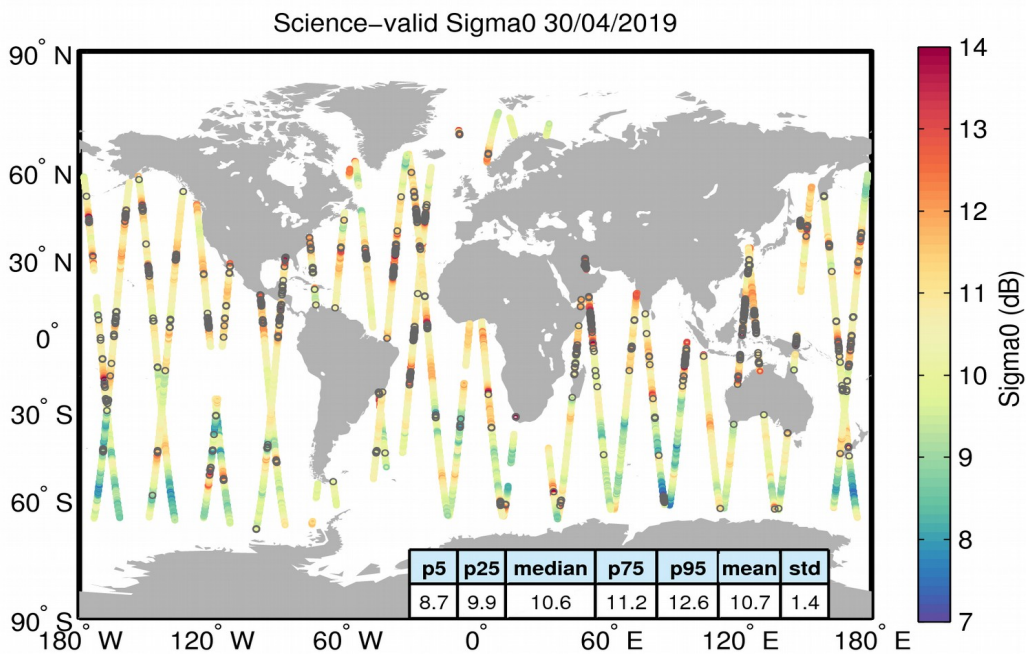 Science−valid Sigma0 30/04/2019
90° N
60° N
30° N
0°
30° S
60° S
90° S
180° W
120° W
60° W
0°
60° E
120° E
180° E
p5 p25 median p75 p95 mean std
8.7 9.9 10.6 11.2 12.6 10.7 1.4
14
13
12
11
10
9
8
7
Sigma0 (dB)